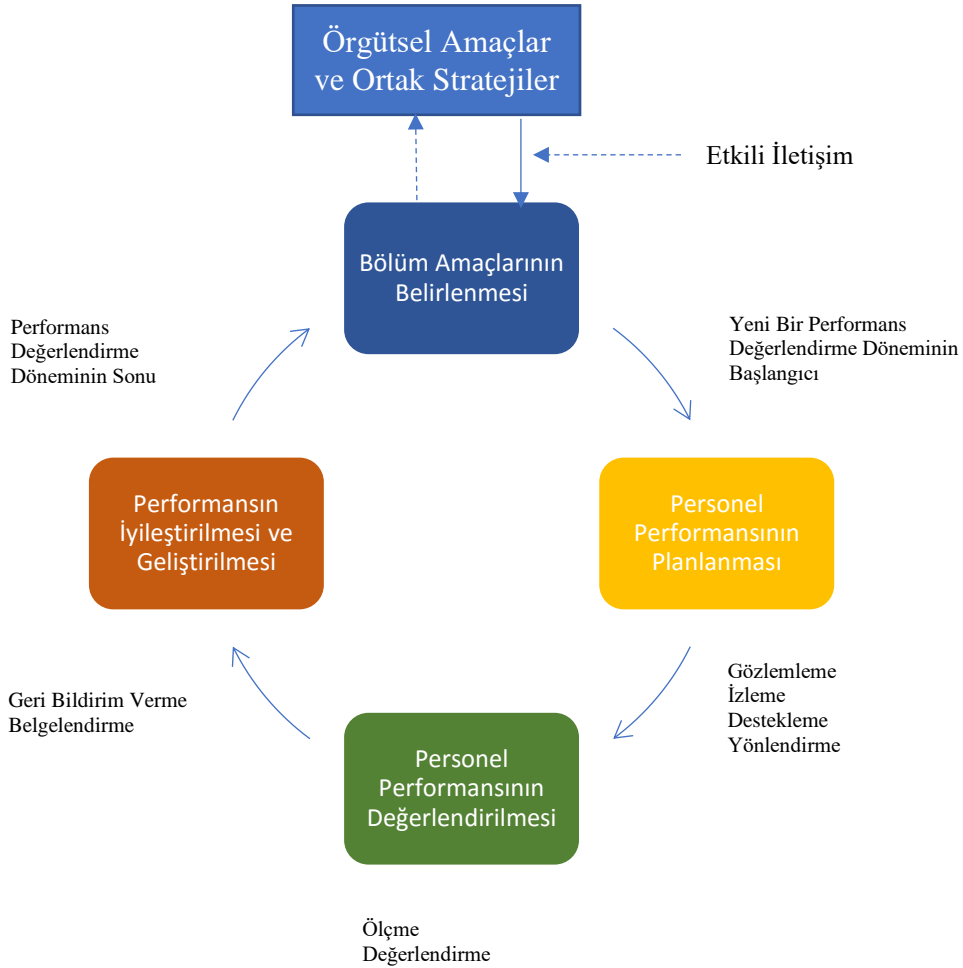 Örgütsel Amaçlar
ve Ortak Stratejiler
Etkili İletişim
Bölüm Amaçlarının
Belirlenmesi
Performans
Değerlendirme
Döneminin Sonu
Yeni Bir Performans
Değerlendirme Döneminin
Başlangıcı
Performansın
İyileştirilmesi ve
Geliştirilmesi
Personel
Performansının
Planlanması
Geri Bildirim Verme
Belgelendirme
Gözlemleme
İzleme
Destekleme
Yönlendirme
Personel
Performansının
Değerlendirilmesi
Ölçme
Değerlendirme